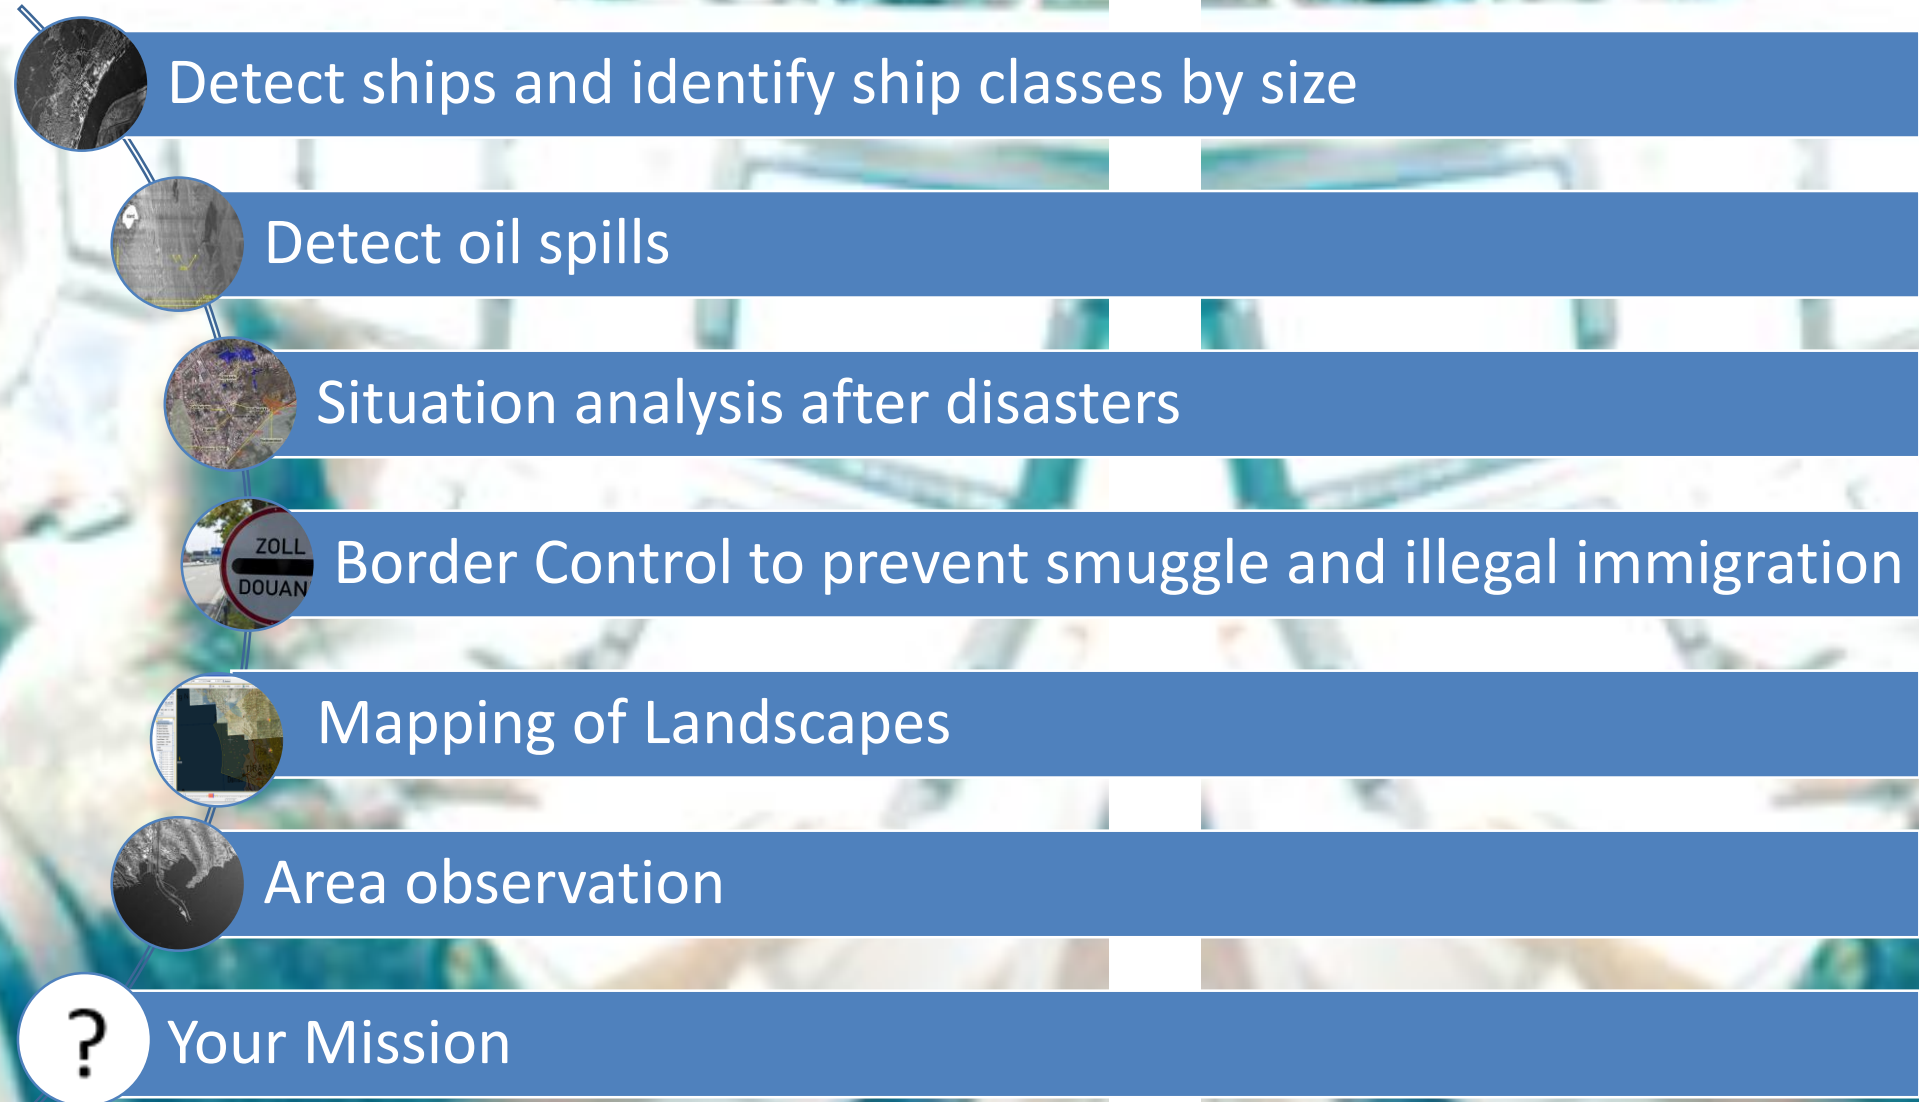 Detect ships and identify ship classes by size
Detect oil spills
Situation analysis after disasters
ZOLL
DOUAN
Border Control to prevent smuggle and illegal immigration
Mapping of Landscapes
Area observation
?
Your Mission